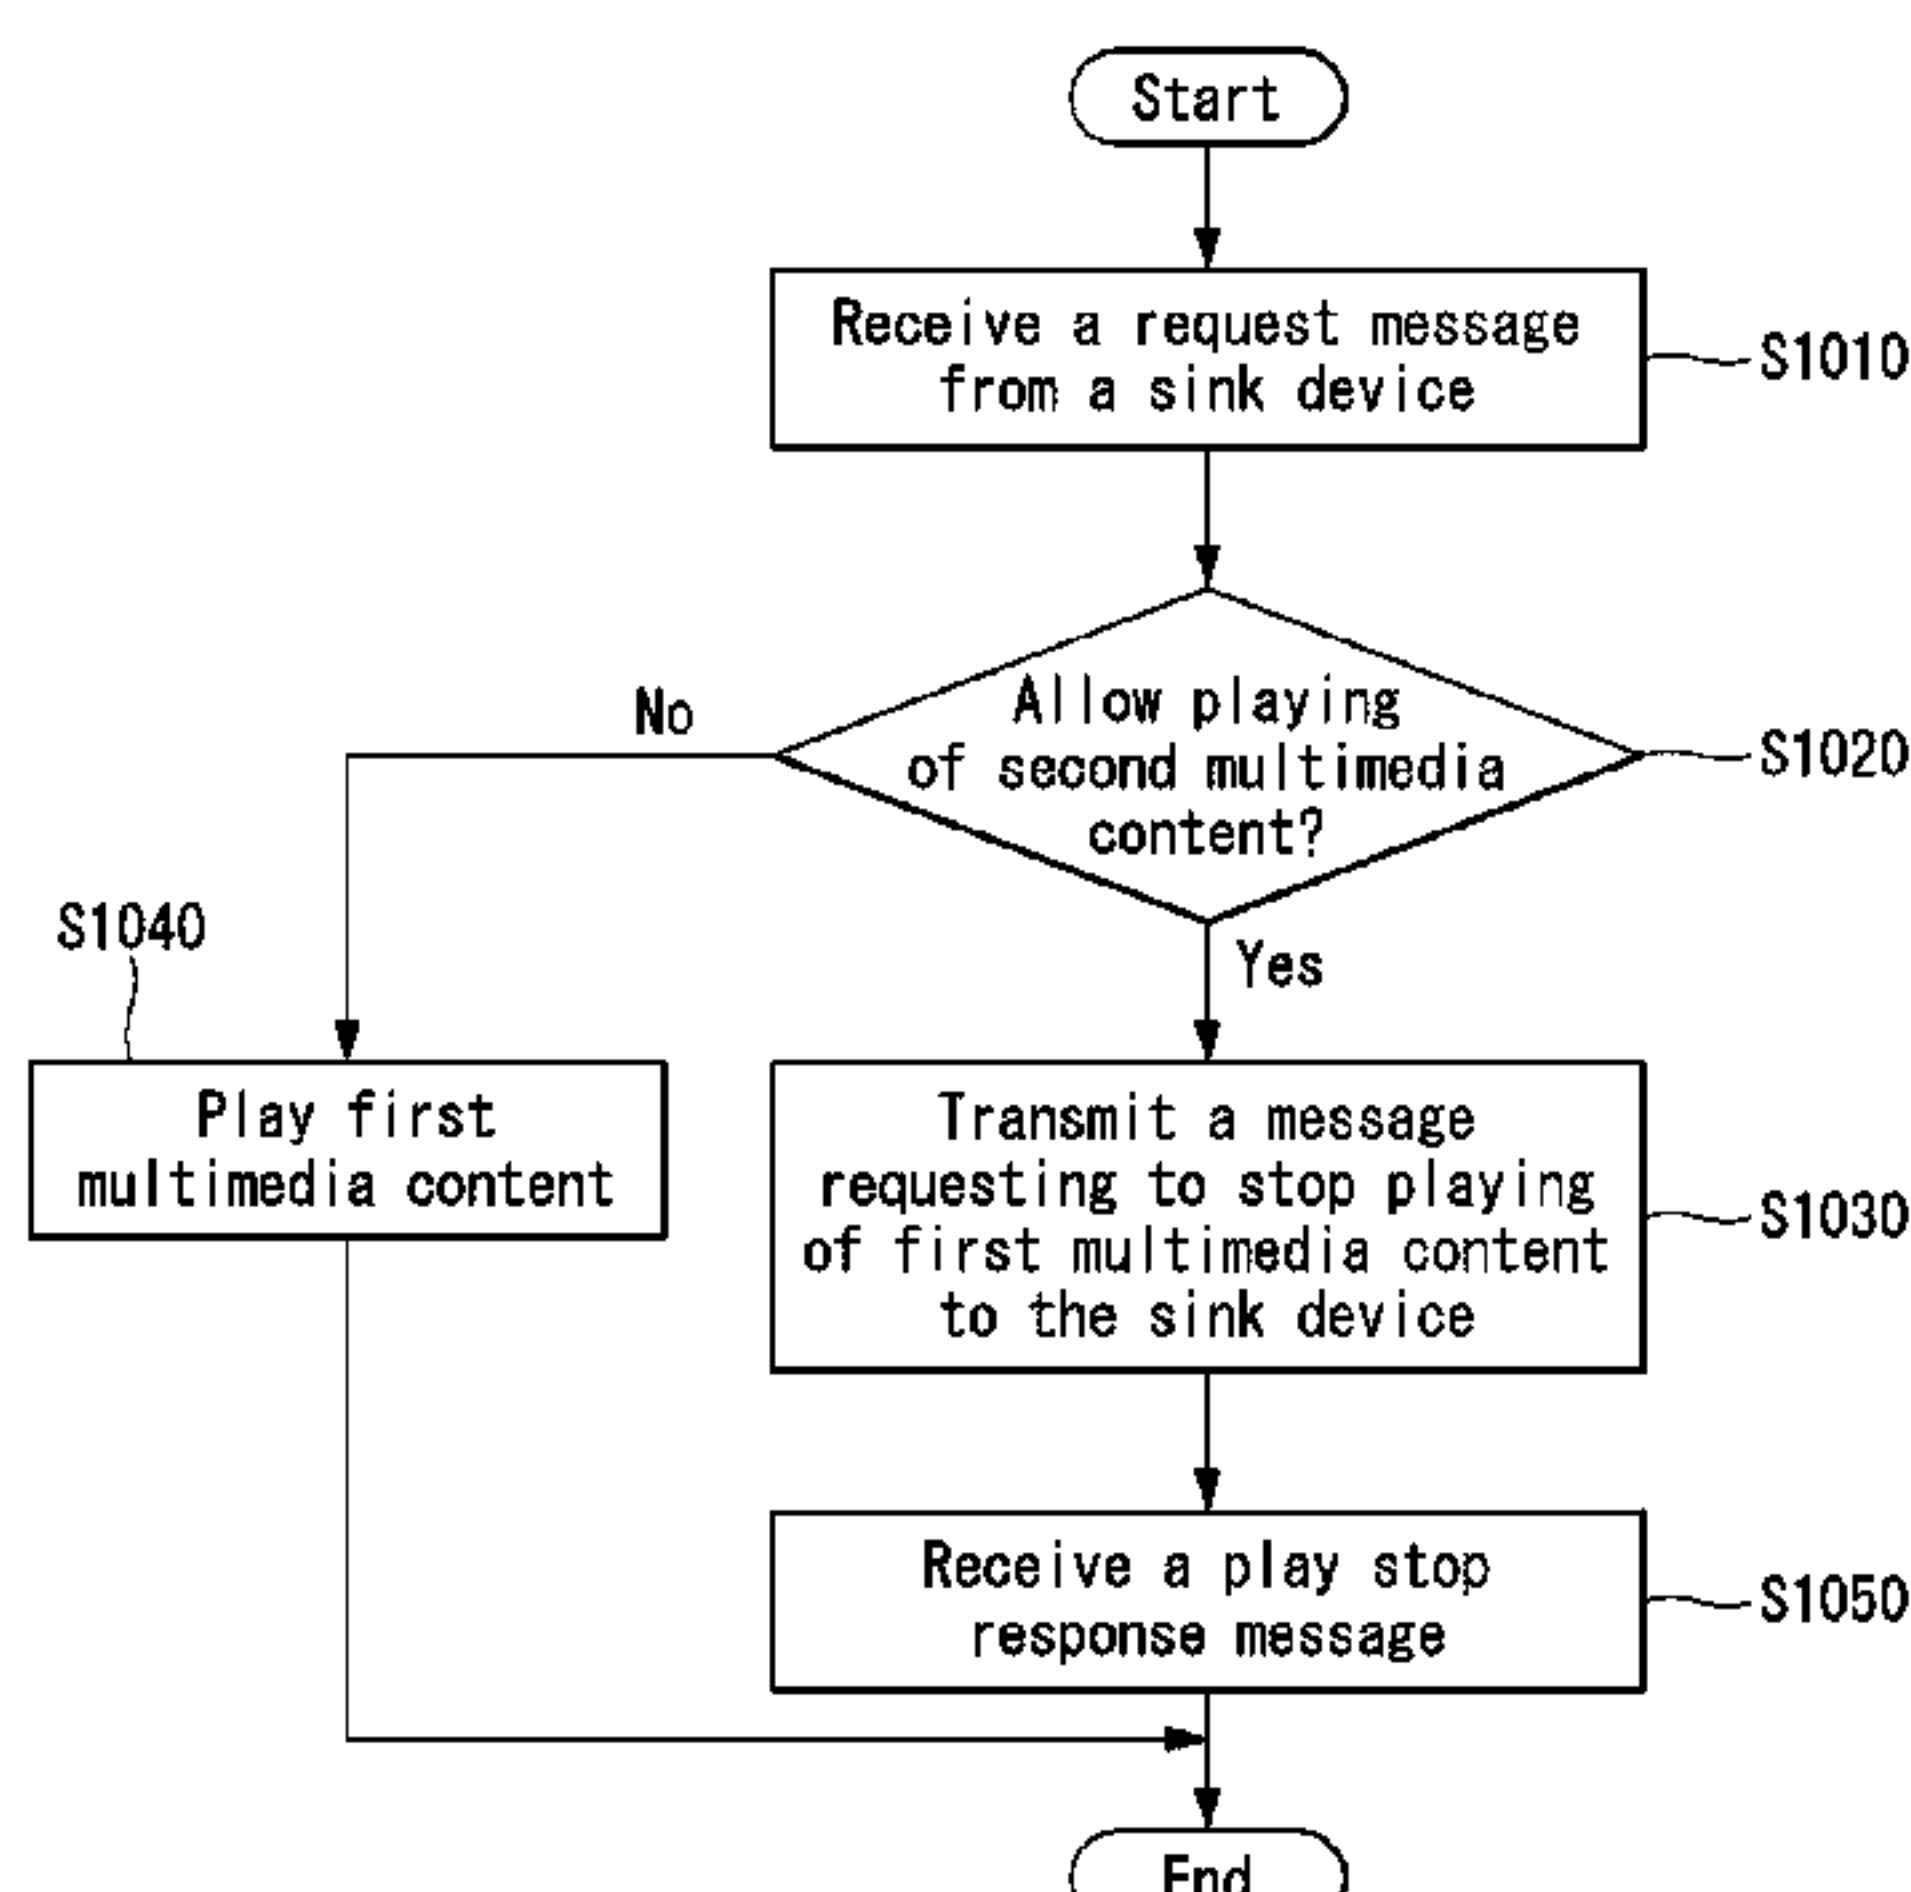 Start
Receive a request message
from a sink device
S1010
Allow playing
of second multimedia
content?
S1020
No
Yes
S1040
Play first
multimedia content
Transmit a message
requesting to stop playing
of first multimedia content
to the sink device
S1030
Receive a play stop
response message
S1050
End